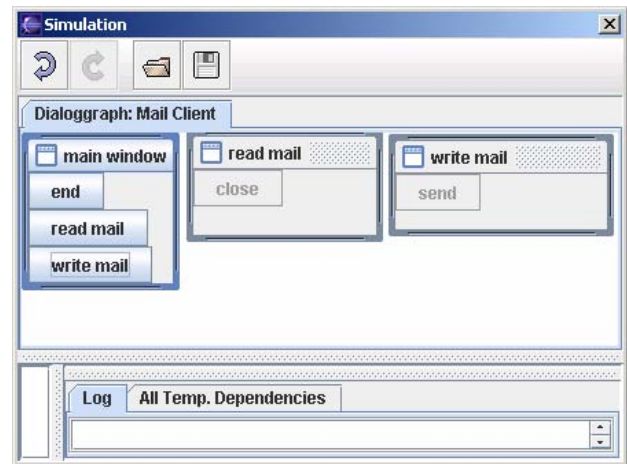 Simulation
Dialoggraph: Mail Client
main window
end
read mail
write mail
read mail
close
write mail
send
Log
All Temp. Dependencies